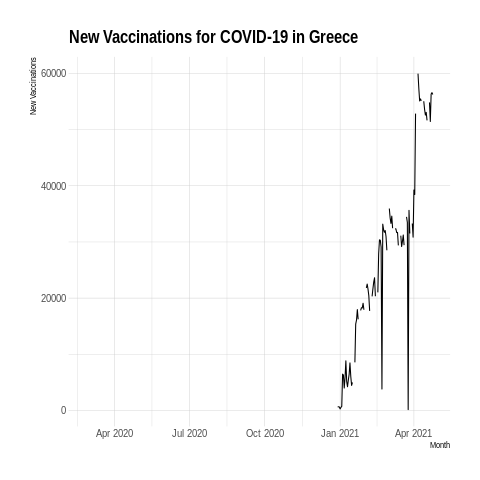 New Vaccinations for COVID-19 in Greece
New Vaccinations
60000
40000
20000
0
Apr 2020 Jul 2020 Oct 2020 Jan 2021 Apr 2021
Month